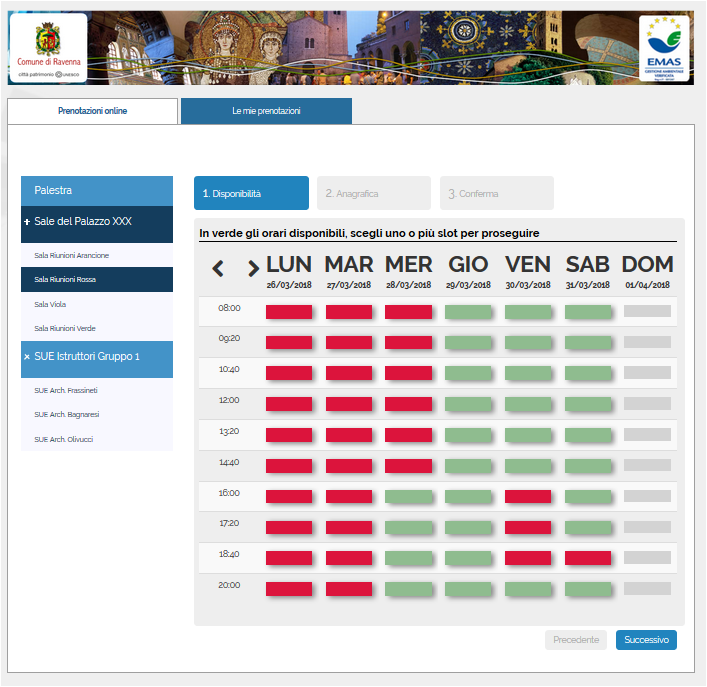 Comune di Ravenna
città patrimonio unesco
EMAS
GESTIONE AMBIENTALE
VERIFICATA
Prenotazioni online
Le mie prenotazioni
Palestra
+ Sale del Palazzo XXX
Sala Riunioni Arancione
Sala Riunioni Rossa
Sala Viola
Sala Riunioni Verde
× SUE Istruttori Gruppo 1
SUE Arch. Frassineti
SUE Arch. Bagnaresi
SUE Arch. Olivucci
1. Disponibilità
2. Anagrafica
3. Conferma
In verde gli orari disponibili, scegli uno o più slot per proseguire
LUN MAR MER GIO VEN SAB DOM
26/03/2018 27/03/2018 28/03/2018 29/03/2018 30/03/2018 31/03/2018 01/04/2018
08:00
09:20
10:40
12:00
13:20
14:40
16:00
17:20
18:40
20:00
Precedente
Successivo